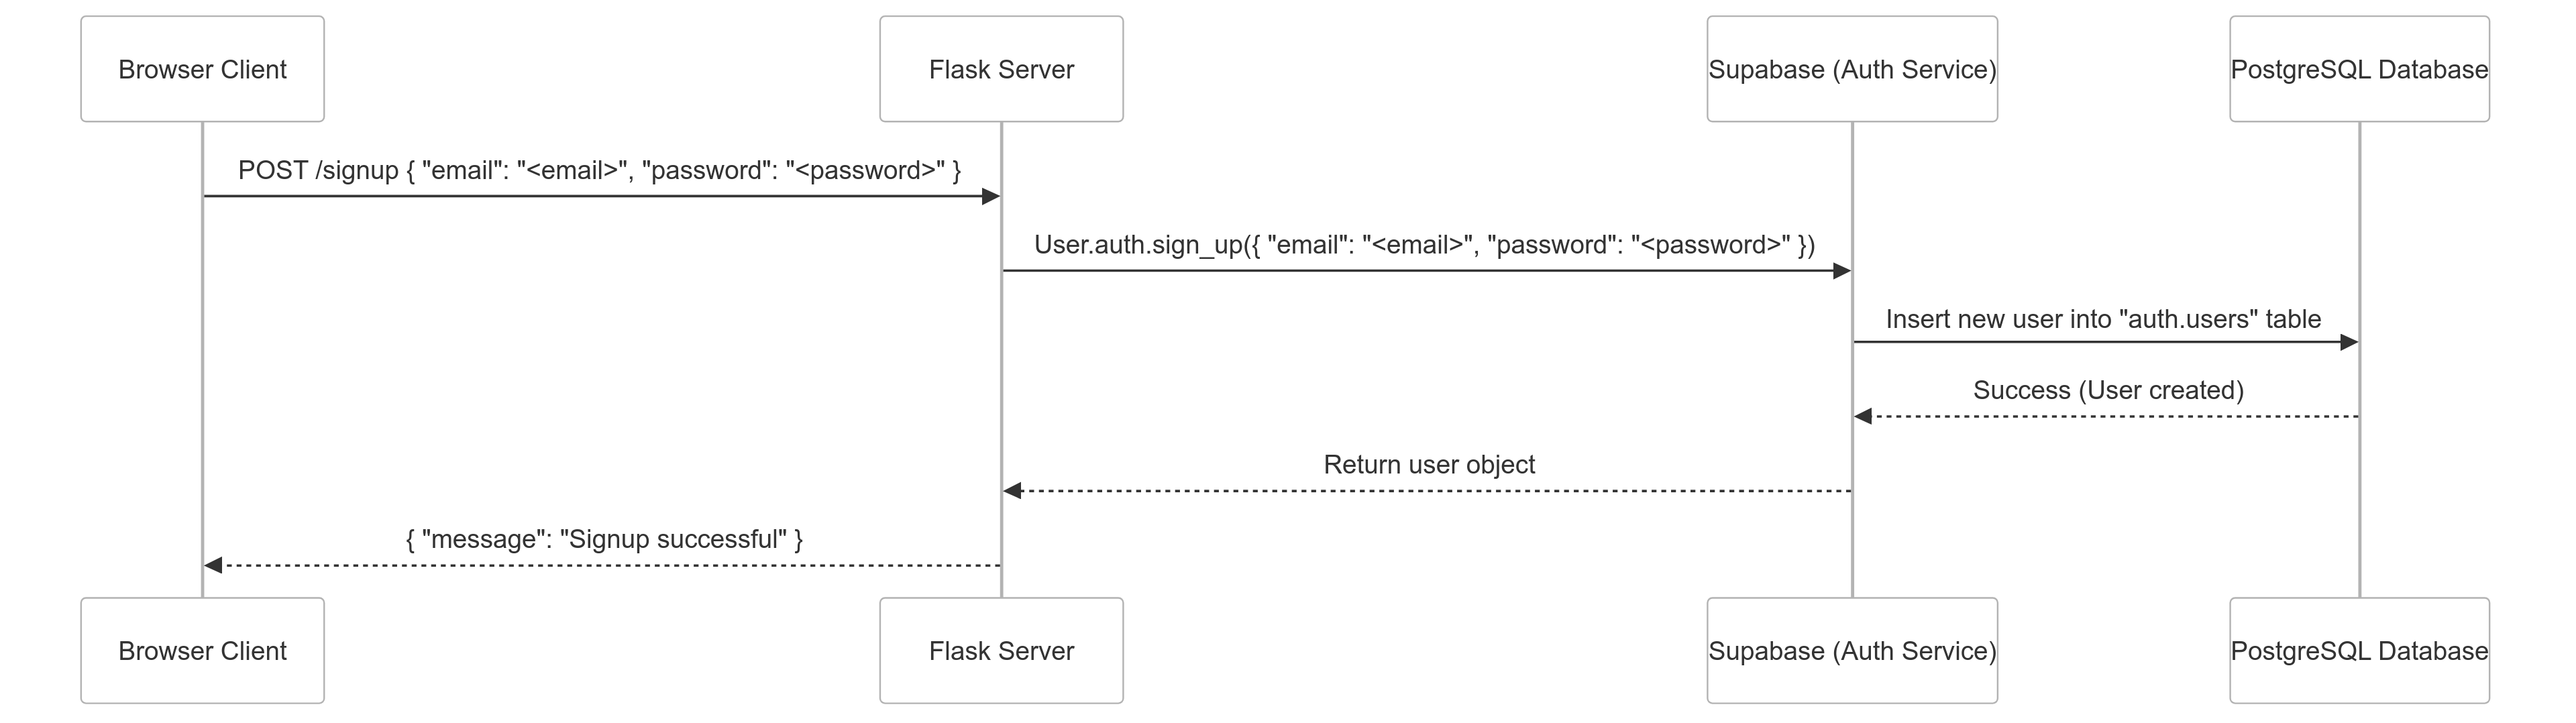 Browser Client
Flask Server
Supabase (Auth Service)
PostgreSQL Database
POST /signup { "email": "<email>", "password": "<password>" }
User.auth.sign_up({ "email": "<email>", "password": "<password>" })
Insert new user into "auth.users" table
Success (User created)
Return user object
{ "message": "Signup successful" }
Browser Client
Flask Server
Supabase (Auth Service)
PostgreSQL Database